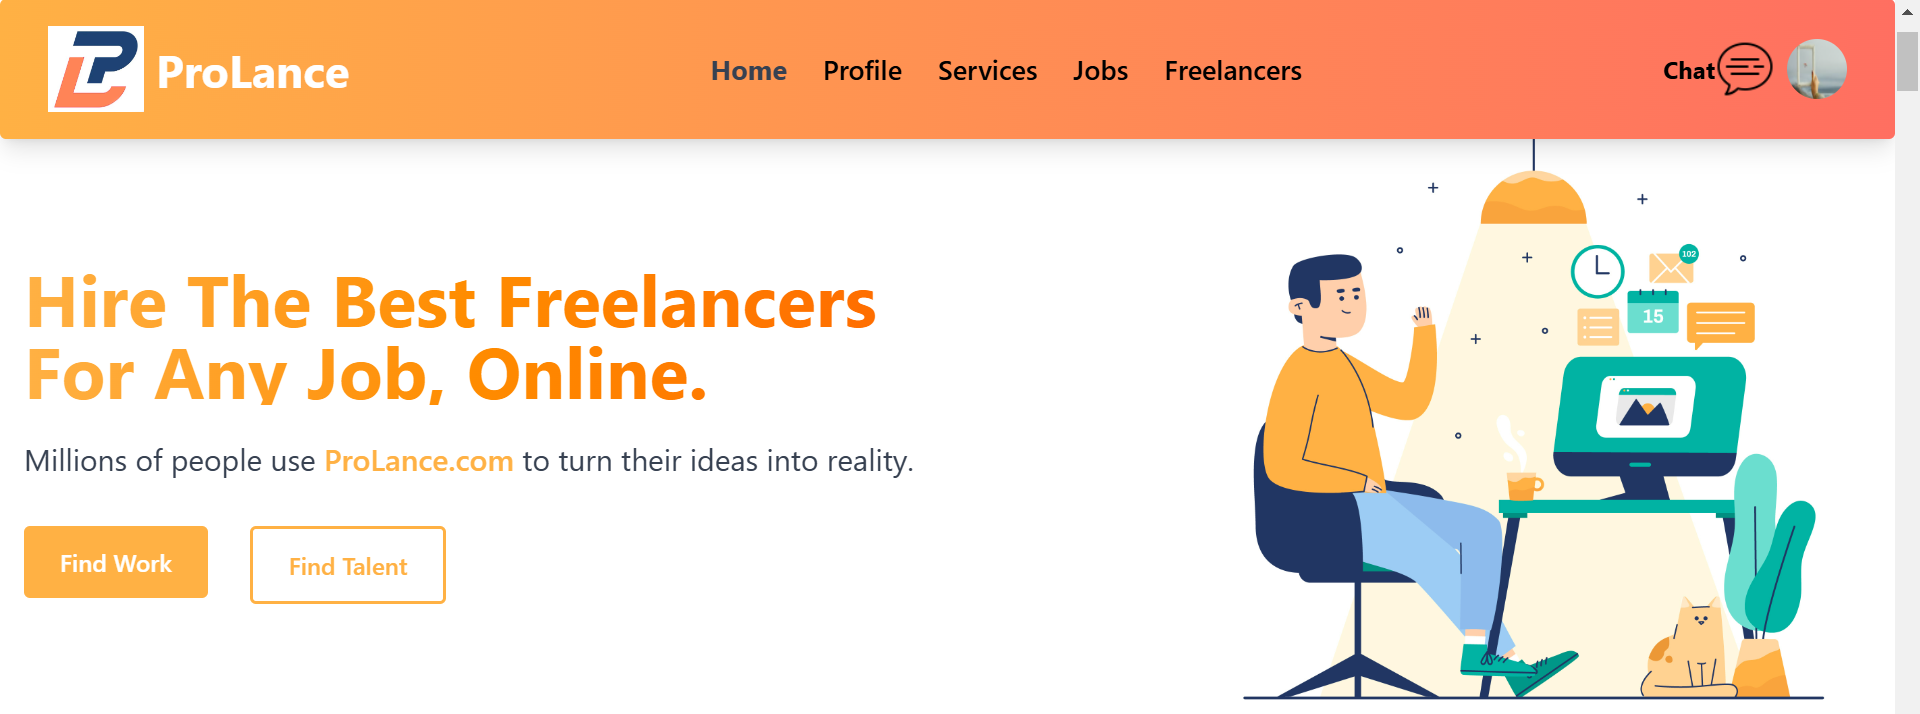 ProLance
Home Profile Services Jobs Freelancers
Chat
Hire The Best Freelancers
For Any Job, Online.
Millions of people use ProLance.com to turn their ideas into reality.
Find Work
Find Talent
102
15